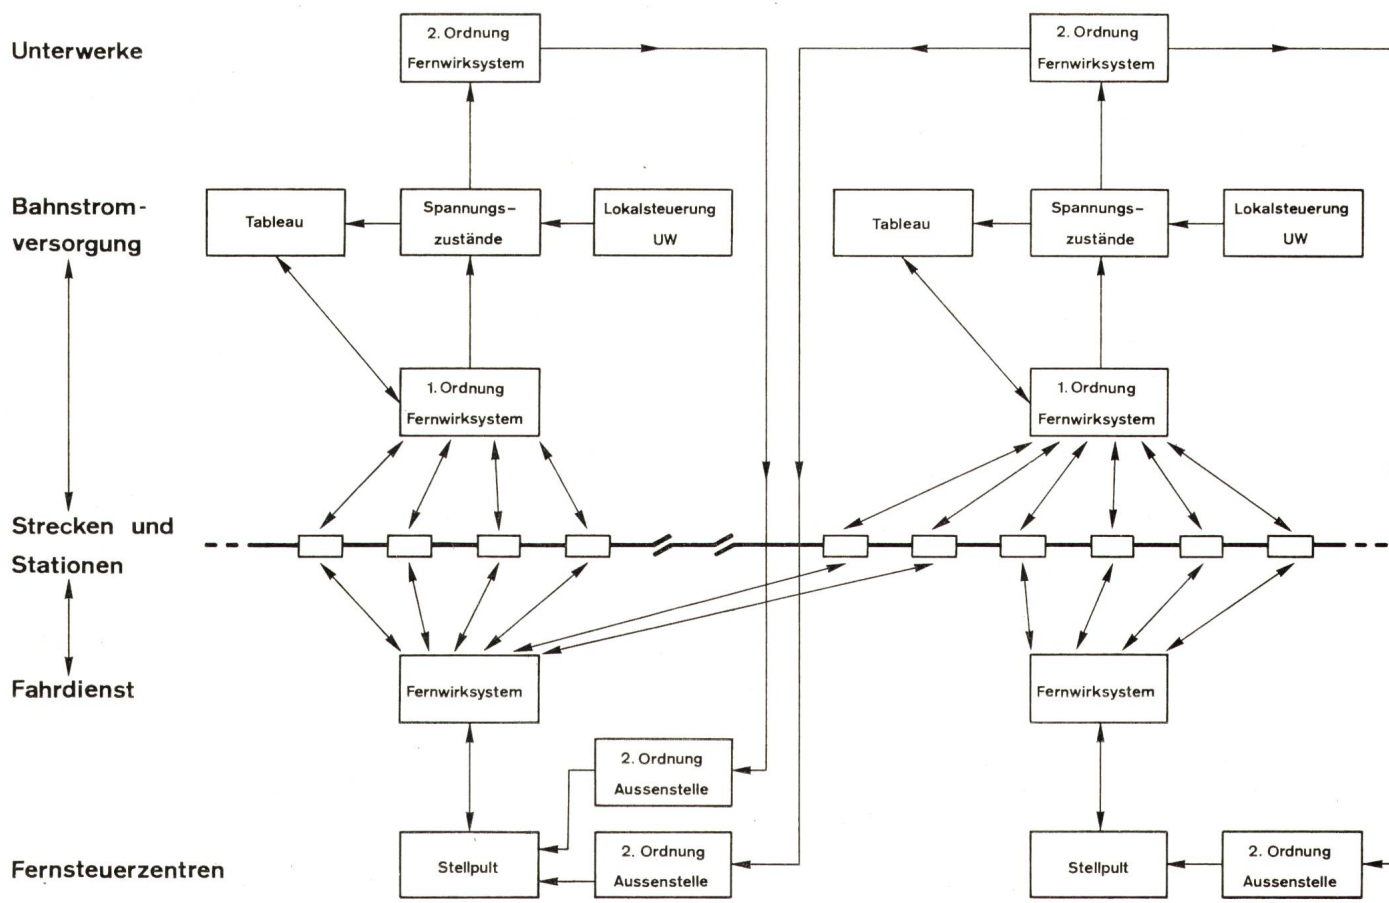 Unterwerke
2. Ordnung
Fernwirksystem
2. Ordnung
Fernwirksystem
Bahnstrom-
versorgung
Tableau
Spannungs-
zustände
Lokalsteuerung
UW
Tableau
Spannungs-
zustände
Lokalsteuerung
UW
1. Ordnung
Fernwirksystem
1. Ordnung
Fernwirksystem
Strecken und
Stationen
Fahrdienst
Fernwirksystem
Fernwirksystem
2. Ordnung
Aussenstelle
Fernsteuerzentren
Stellpult
2. Ordnung
Aussenstelle
Stellpult
2. Ordnung
Aussenstelle